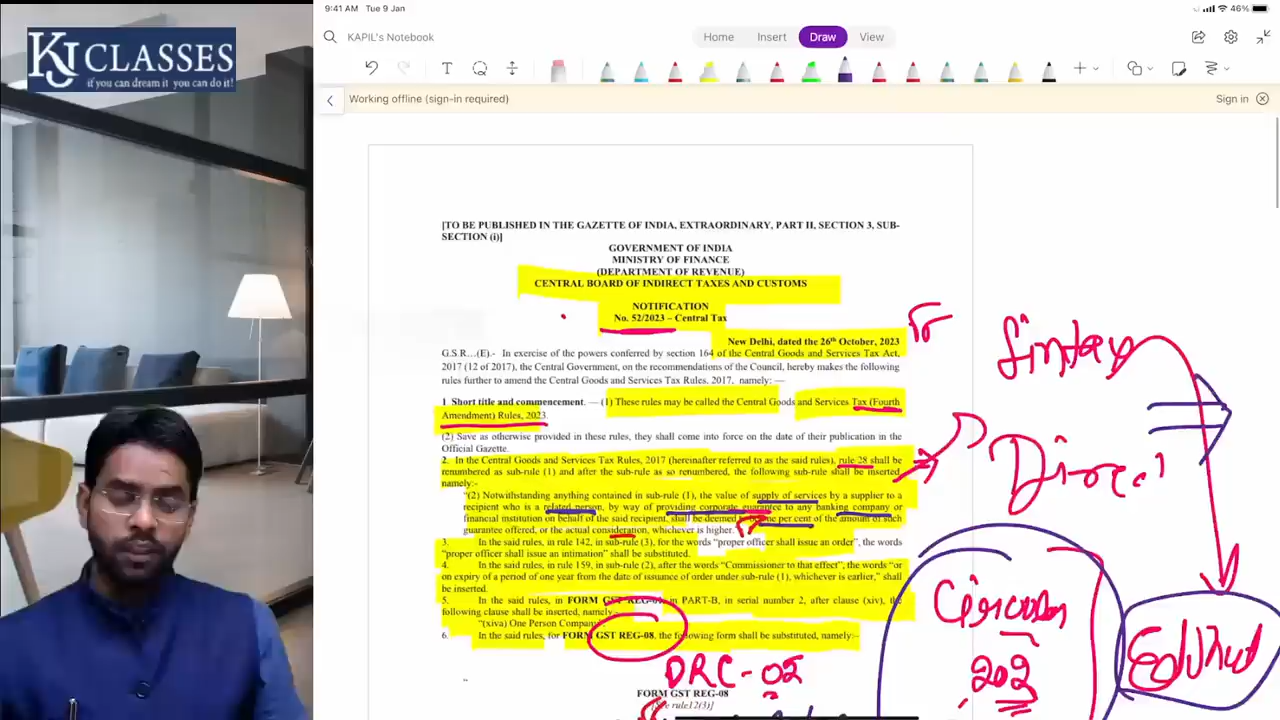 9:41 AM Tue 9 Jan
46%
KJ CLASSES
if you can dream it you can do it!
KAPIL's Notebook
Home Insert Draw View
Working offline (sign-in required)
Sign in
[TO BE PUBLISHED IN THE GAZETTE OF INDIA, EXTRAORDINARY, PART II, SECTION 3, SUB-
SECTION (i)]
GOVERNMENT OF INDIA
MINISTRY OF FINANCE
(DEPARTMENT OF REVENUE)
CENTRAL BOARD OF INDIRECT TAXES AND CUSTOMS
NOTIFICATION
No. 52/2023 – Central Tax
New Delhi, dated the 26th October, 2023
G.S.R....(E).- In exercise of the powers conferred by section 164 of the Central Goods and Services Tax Act,
2017 (12 of 2017), the Central Government, on the recommendations of the Council, hereby makes the following
rules further to amend the Central Goods and Services Tax Rules, 2017, namely: —
1 Short title and commencement. — (1) These rules may be called the Central Goods and Services Tax (Fourth
Amendment) Rules, 2023.
(2) Save as otherwise provided in these rules, they shall come into force on the date of their publication in the
Official Gazette.
2. In the Central Goods and Services Tax Rules, 2017 (hereinafter referred to as the said rules), rule 28 shall be
renumbered as sub-rule (1) and after the sub-rule as so renumbered, the following sub-rule shall be inserted
namely:-
"(2) Notwithstanding anything contained in sub-rule (1), the value of supply of services by a supplier to a
recipient who is a related person, by way of providing corporate guarantee to any banking company or
financial institution on behalf of the said recipient, shall be deemed to be one per cent of the amount of such
guarantee offered, or the actual consideration, whichever is higher."
3. In the said rules, in rule 142, in sub-rule (3), for the words "proper officer shall issue an order", the words
"proper officer shall issue an intimation" shall be substituted.
4. In the said rules, in rule 159, in sub-rule (2), after the words "Commissioner to that effect", the words "or
on expiry of a period of one year from the date of issuance of order under sub-rule (1), whichever is earlier," shall
be inserted.
5. In the said rules, in FORM GST REG-01, in PART-B, in serial number 2, after clause (xiv), the
following clause shall be inserted, namely:-
"(xiva) One Person Company
6. In the said rules, for FORM GST REG-08, the following form shall be substituted, namely:-
DRC-05
FORM GST REG-08
[See rule12(3)]
Direct
Circular
202